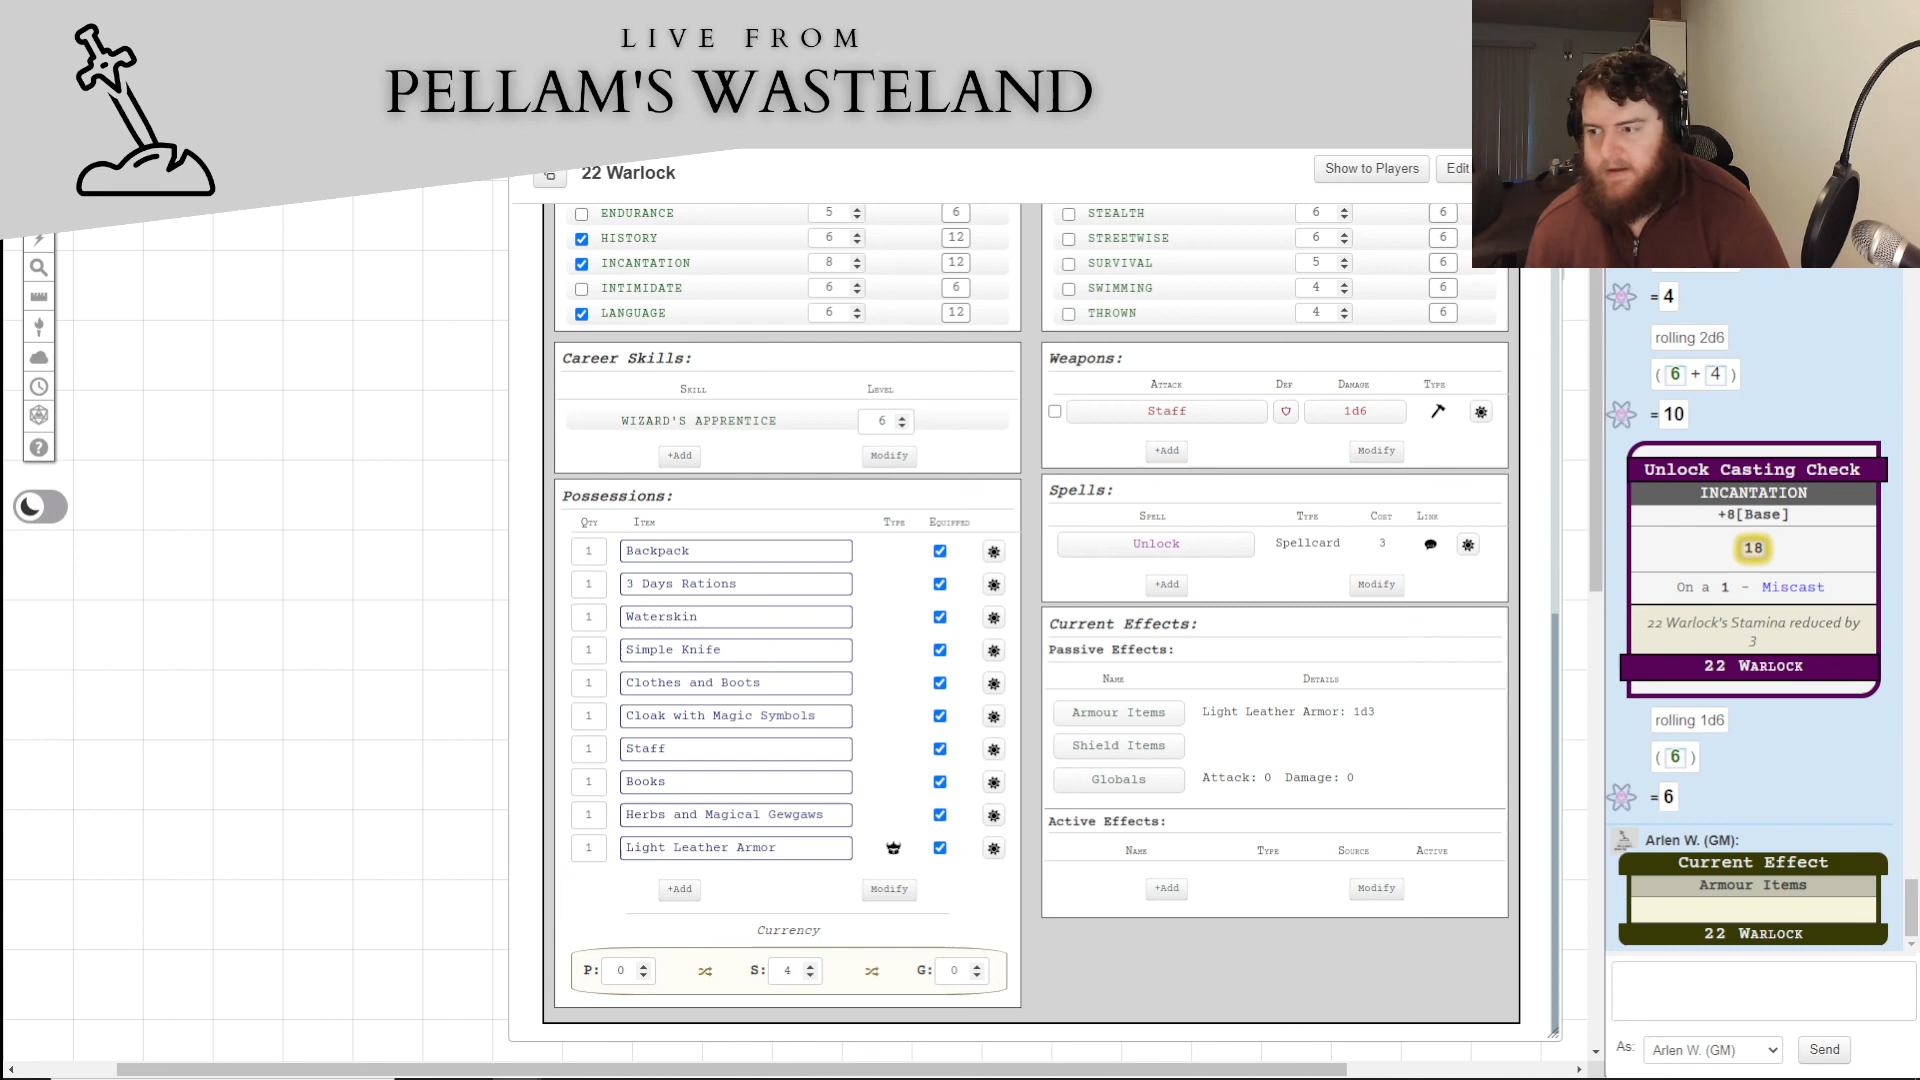 LIVE FROM
PELLAM'S WASTELAND
22 Warlock
Show to Players
Edit
ENDURANCE 5 6
HISTORY 6 12
INCANTATION 8 12
INTIMIDATE 6 6
LANGUAGE 6 12
STEALTH 6 6
STREETWISE 6 6
SURVIVAL 5 6
SWIMMING 4 6
THROWN 4 6
Career Skills:
SKILL LEVEL
WIZARD'S APPRENTICE 6
+Add Modify
Possessions:
QTY ITEM TYPE EQUIPPED
1 Backpack
1 3 Days Rations
1 Waterskin
1 Simple Knife
1 Clothes and Boots
1 Cloak with Magic Symbols
1 Staff
1 Books
1 Herbs and Magical Gewgaws
1 Light Leather Armor
+Add Modify
Currency
P: 0 S: 4 G: 0
Weapons:
ATTACK DEF DAMAGE TYPE
Staff 1d6
+Add Modify
Spells:
SPELL TYPE COST LINK
Unlock Spellcard 3
+Add Modify
Current Effects:
Passive Effects:
NAME DETAILS
Armour Items Light Leather Armor: 1d3
Shield Items
Globals Attack: 0 Damage: 0
Active Effects:
NAME TYPE SOURCE ACTIVE
+Add Modify
=4
rolling 2d6
(6+4)
=10
Unlock Casting Check
INCANTATION
+8[Base]
18
On a 1 - Miscast
22 Warlock's Stamina reduced by
3
22 WARLOCK
rolling 1d6
(6)
=6
Arlen W. (GM):
Current Effect
Armour Items
22 WARLOCK
As: Arlen W. (GM) Send